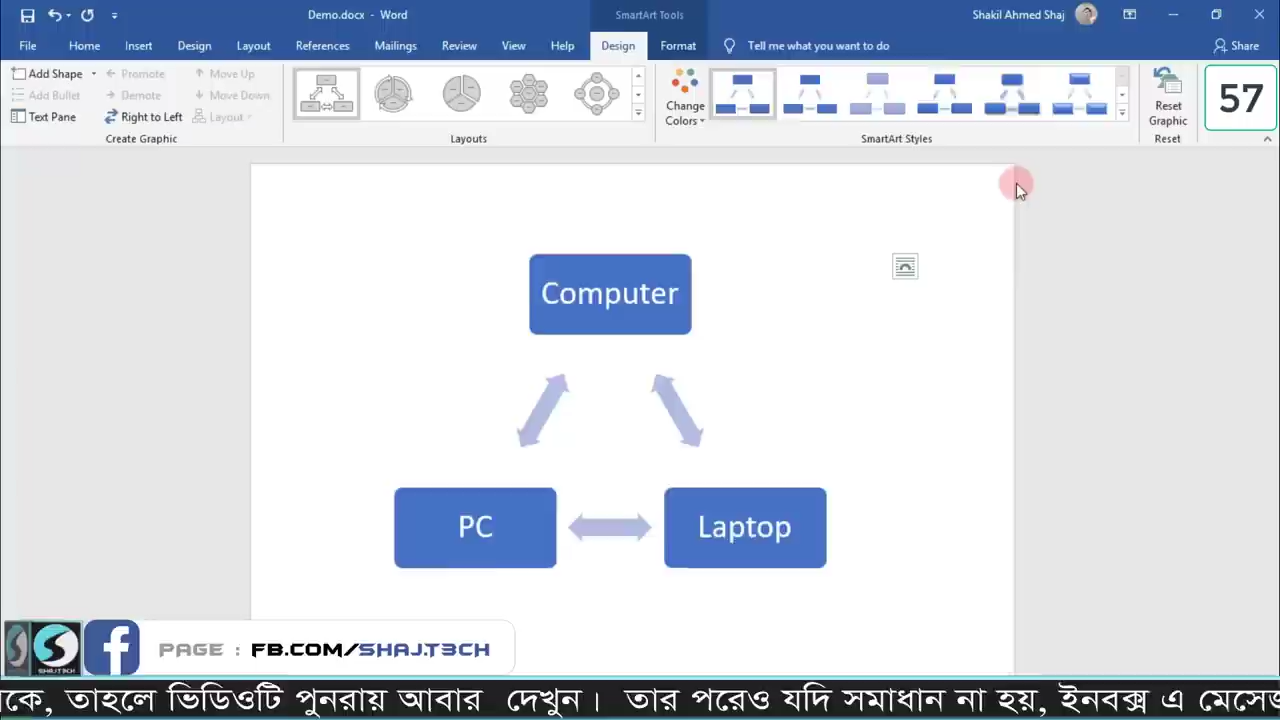 Demo.docx - Word
SmartArt Tools
Shakil Ahmed Shaj
File Home Insert Design Layout References Mailings Review View Help Design Format Tell me what you want to do Share
Add Shape Promote Move Up
Add Bullet Demote Move Down
Text Pane Right to Left Layout
Create Graphic
Layouts
Change Colors
SmartArt Styles
Reset Graphic
Reset
57
Computer
PC
Laptop
SHAJTECH
PAGE : FB.COM/SHAJ.T3CH
কে, তাহলে ভিডিওটি পুনরায় আবার দেখুন। তার পরেও যদি সমাধান না হয়, ইনবক্স এ মেসেজ